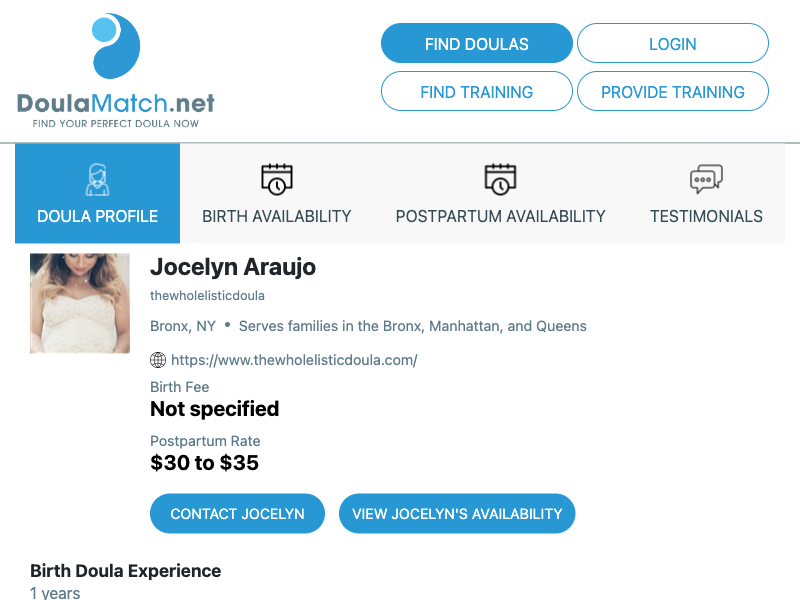 FIND DOULAS
LOGIN
FIND TRAINING
PROVIDE TRAINING
DoulaMatch.net
FIND YOUR PERFECT DOULA NOW
DOULA PROFILE
BIRTH AVAILABILITY
POSTPARTUM AVAILABILITY
TESTIMONIALS
Jocelyn Araujo
thewholelisticdoula
Bronx, NY • Serves families in the Bronx, Manhattan, and Queens
https://www.thewholelisticdoula.com/
Birth Fee
Not specified
Postpartum Rate
$30 to $35
CONTACT JOCELYN
VIEW JOCELYN'S AVAILABILITY
Birth Doula Experience
1 years